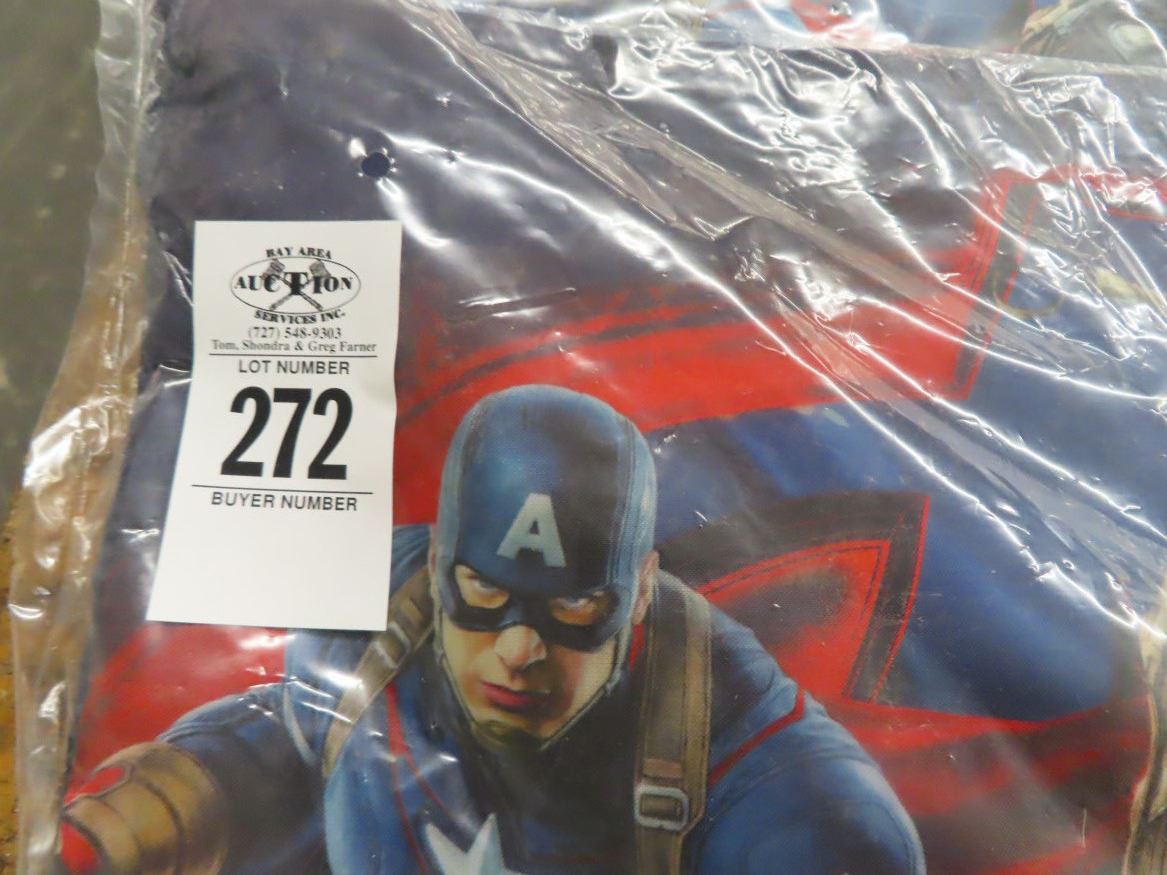 BAY AREA
AUCTION
SERVICES INC.
(727) 548-9303
Tom, Shondra & Greg Farner
LOT NUMBER
272
BUYER NUMBER
A